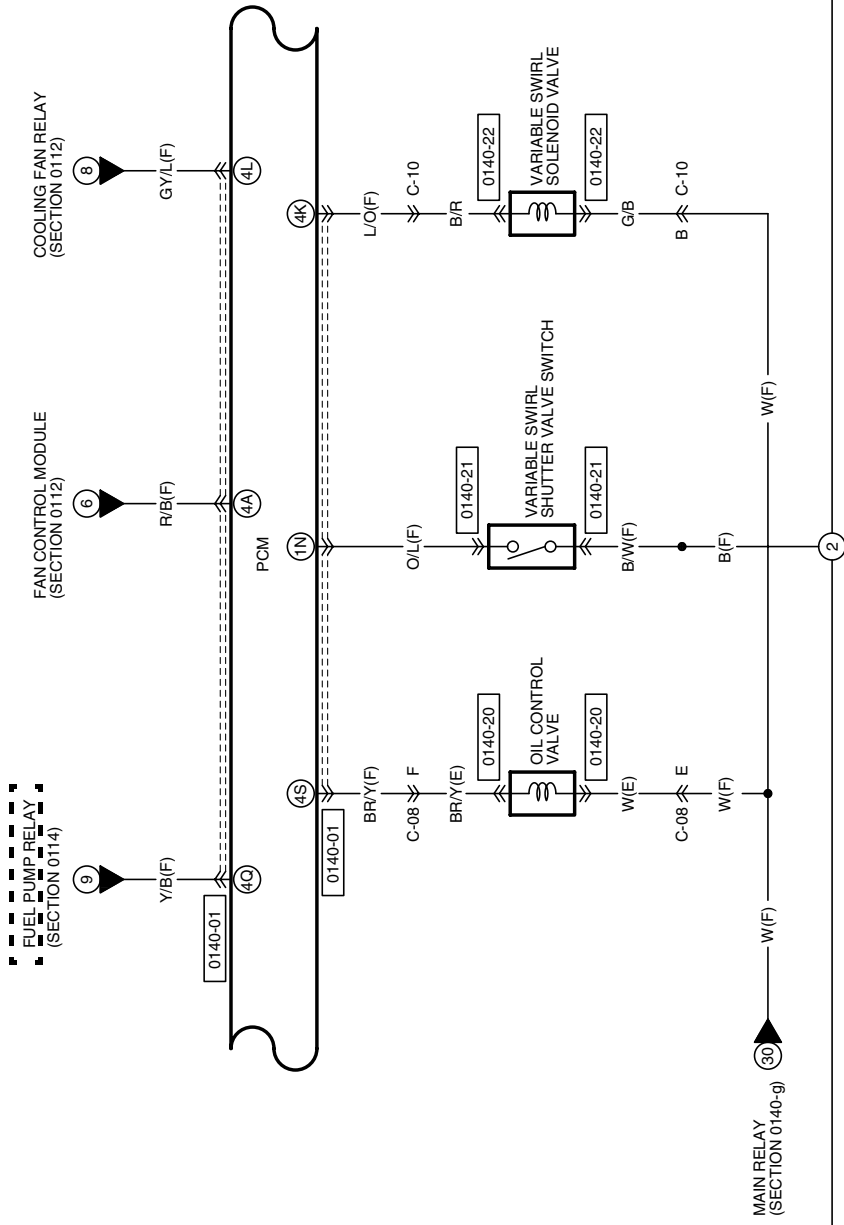 FUEL PUMP RELAY
(SECTION 0114)
9
Y/B(F)
0140-01
4Q
FAN CONTROL MODULE
(SECTION 0112)
6
R/B(F)
4A
COOLING FAN RELAY
(SECTION 0112)
8
GY/L(F)
4L
PCM
4S
0140-01
BR/Y(F)
C-08
F
BR/Y(E)
0140-20
OIL CONTROL
VALVE
0140-20
W(E)
C-08
E
W(F)
1N
O/L(F)
0140-21
VARIABLE SWIRL
SHUTTER VALVE SWITCH
0140-21
B/W(F)
B(F)
2
4K
L/O(F)
C-10
B/R
0140-22
VARIABLE SWIRL
SOLENOID VALVE
0140-22
G/B
C-10
B
W(F)
W(F)
30
MAIN RELAY
(SECTION 0140-g)